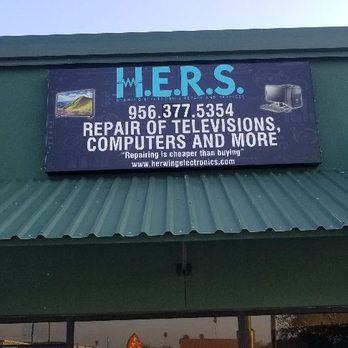 H.E.R.S.
956.377.5354
REPAIR OF TELEVISIONS,
COMPUTERS AND MORE
"Repairing is cheaper than buying"
www.herwingelectronics.com